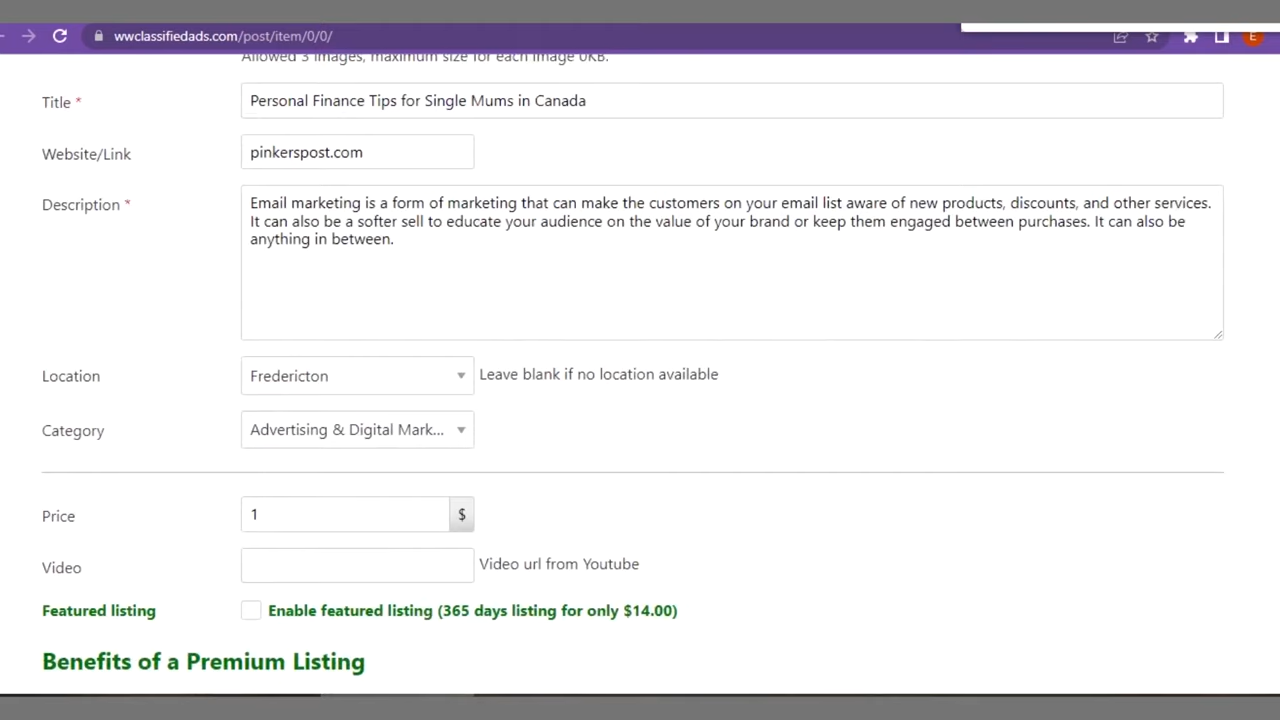 wwclassifiedads.com/post/item/0/0/
E
Allowed 3 images, maximum size for each image 0KB.
Title *
Personal Finance Tips for Single Mums in Canada
Website/Link
pinkerspost.com
Description *
Email marketing is a form of marketing that can make the customers on your email list aware of new products, discounts, and other services.
It can also be a softer sell to educate your audience on the value of your brand or keep them engaged between purchases. It can also be
anything in between.
Location
Fredericton
Leave blank if no location available
Category
Advertising & Digital Mark...
Price
1
$
Video
Video url from Youtube
Featured listing
Enable featured listing (365 days listing for only $14.00)
Benefits of a Premium Listing